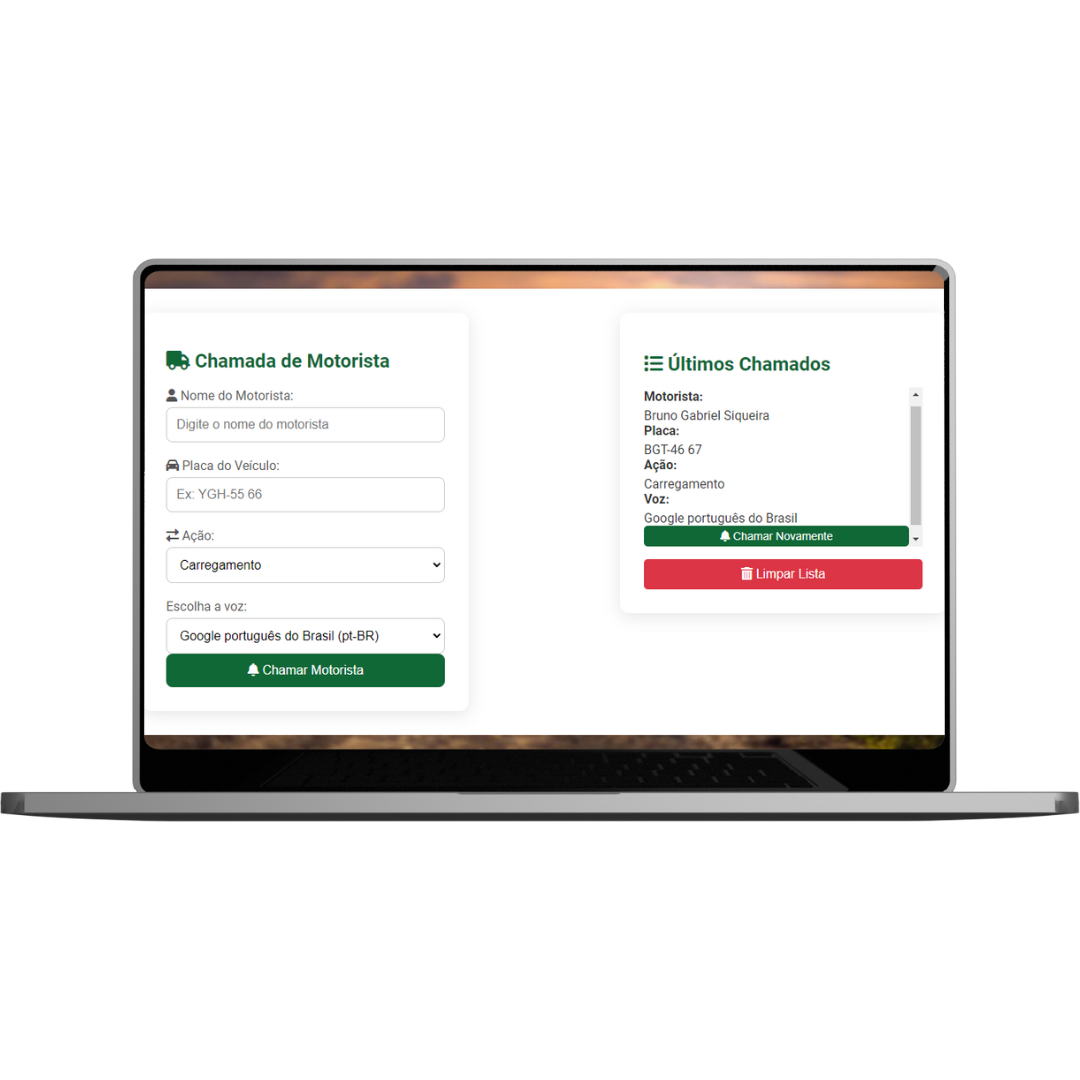 Chamada de Motorista
Nome do Motorista:
Digite o nome do motorista
Placa do Veículo:
Ex: YGH-55 66
Ação:
Carregamento
Escolha a voz:
Google português do Brasil (pt-BR)
Chamar Motorista
Últimos Chamados
Motorista:
Bruno Gabriel Siqueira
Placa:
BGT-46 67
Ação:
Carregamento
Voz:
Google português do Brasil
Chamar Novamente
Limpar Lista